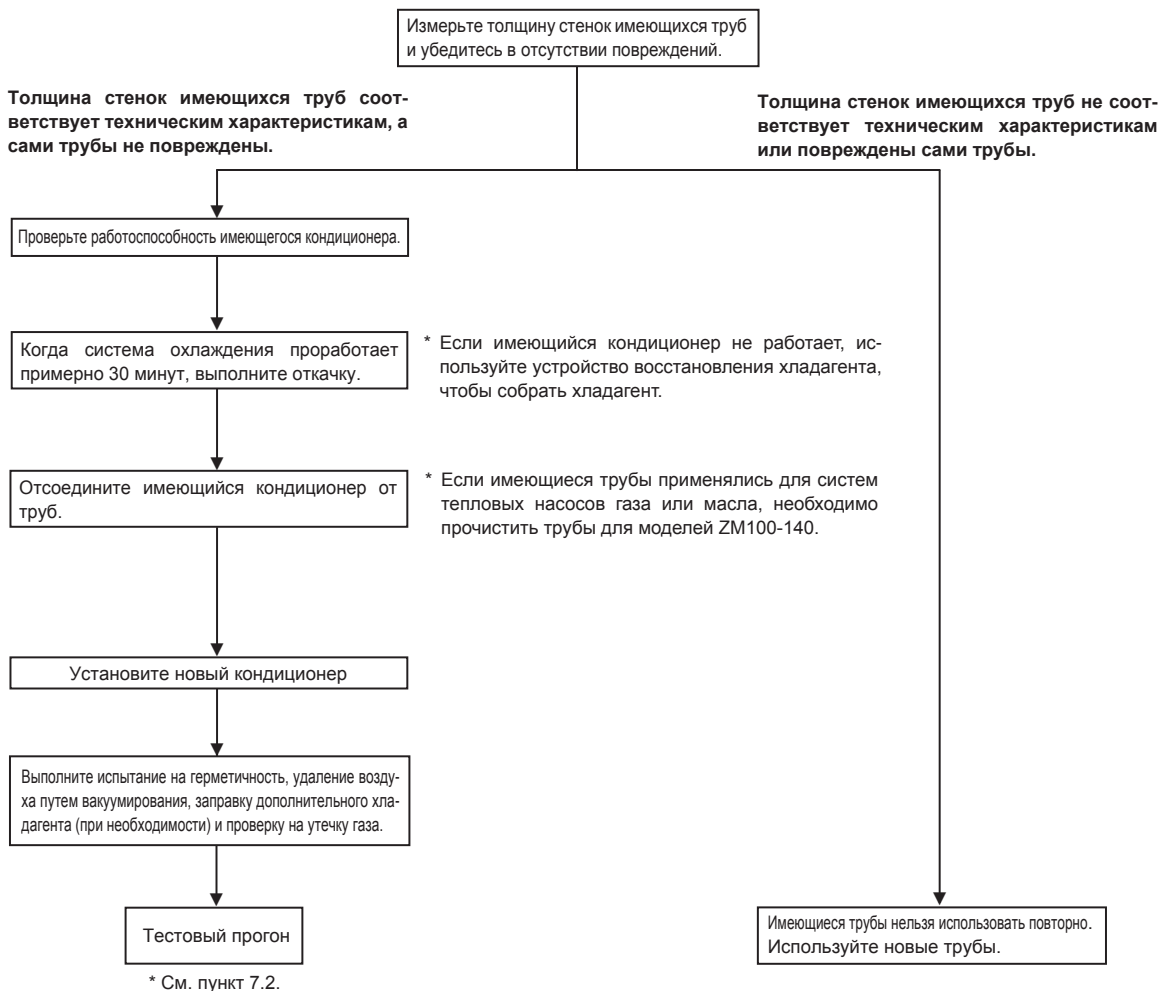 Измерьте толщину стенок имеющихся труб
и убедитесь в отсутствии повреждений.
Толщина стенок имеющихся труб соот-
ветствует техническим характеристикам, а
сами трубы не повреждены.
Толщина стенок имеющихся труб не соот-
ветствует техническим характеристикам
или повреждены сами трубы.
Проверьте работоспособность имеющегося кондиционера.
Когда система охлаждения проработает
примерно 30 минут, выполните откачку.
* Если имеющийся кондиционер не работает, ис-
пользуйте устройство восстановления хладагента,
чтобы собрать хладагент.
Отсоедините имеющийся кондиционер от
труб.
* Если имеющиеся трубы применялись для систем
тепловых насосов газа или масла, необходимо
прочистить трубы для моделей ZM100-140.
Установите новый кондиционер
Выполните испытание на герметичность, удаление возду-
ха путем вакуумирования, заправку дополнительного хла-
дагента (при необходимости) и проверку на утечку газа.
Тестовый прогон
* См. пункт 7.2.
Имеющиеся трубы нельзя использовать повторно.
Используйте новые трубы.